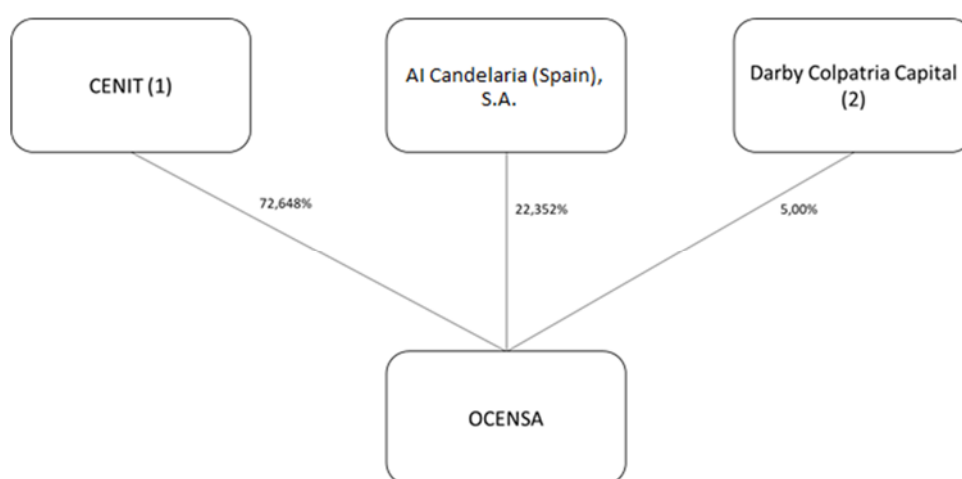 CENIT (1)
AI Candelaria (Spain),
S.A.
Darby Colpatria Capital
(2)
72,648%
22,352%
5,00%
OCENSA